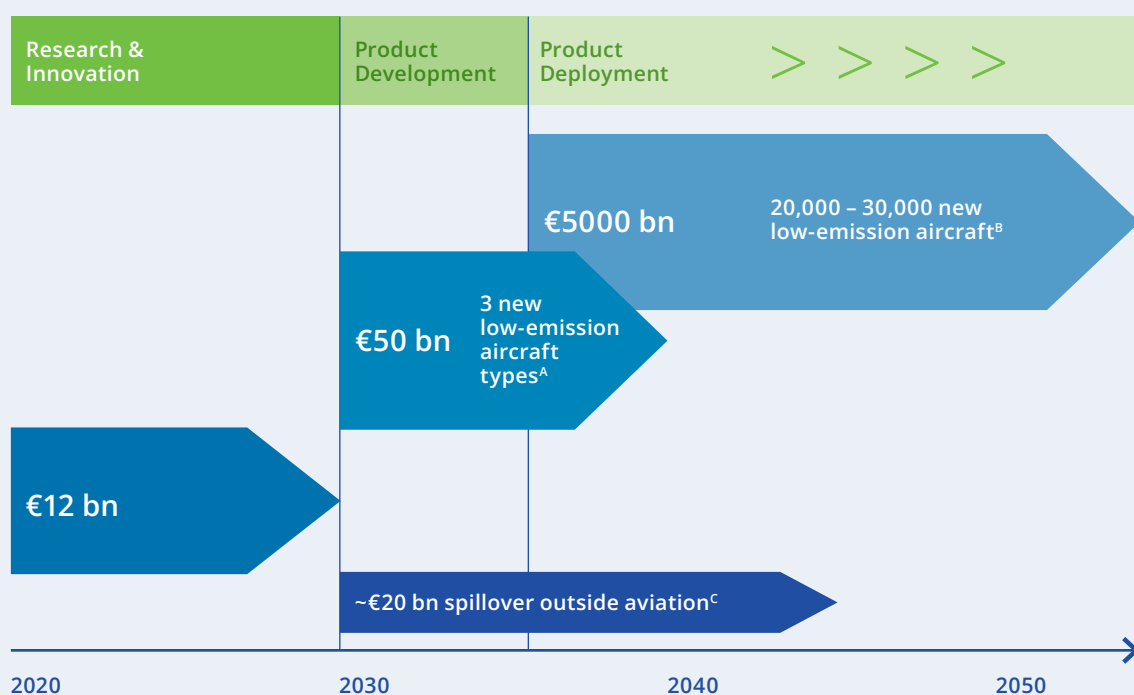 Research &
Innovation
Product
Development
Product
Deployment
> > > >
€5000 bn
20,000 – 30,000 new
low-emission aircraftᴮ
€50 bn
3 new
low-emission
aircraft
typesᴬ
€12 bn
~€20 bn spillover outside aviationᶜ
2020
2030
2040
2050